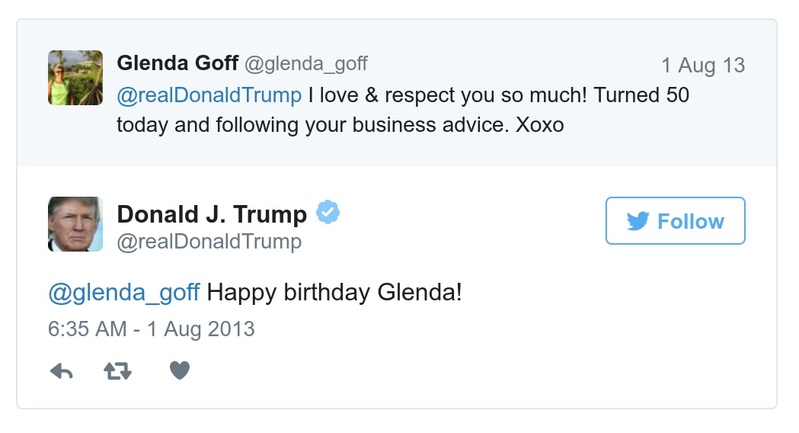 Glenda Goff @glenda_goff 1 Aug 13
@realDonaldTrump I love & respect you so much! Turned 50
today and following your business advice. Xoxo
Donald J. Trump
@realDonaldTrump
Follow
@glenda_goff Happy birthday Glenda!
6:35 AM - 1 Aug 2013